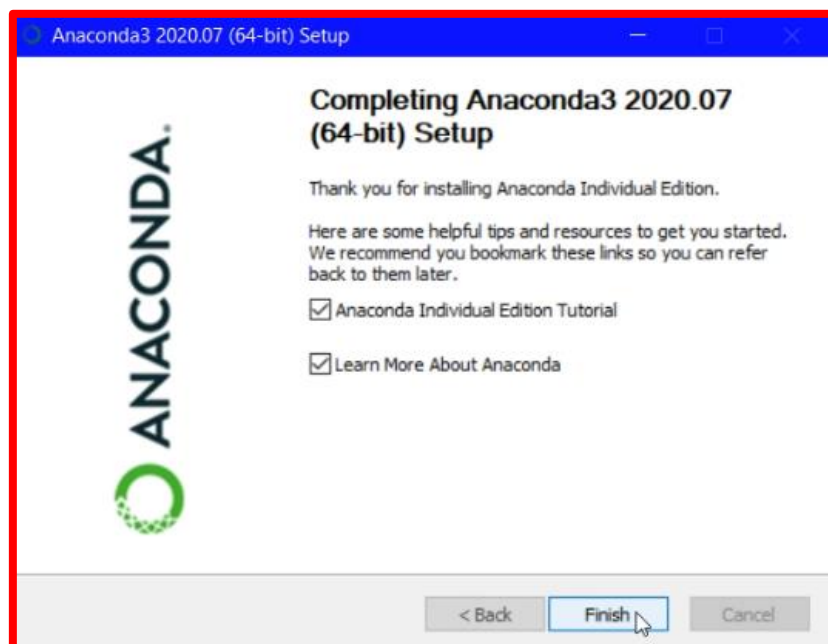 Anaconda3 2020.07 (64-bit) Setup
Completing Anaconda3 2020.07
(64-bit) Setup
ANACONDA.
Thank you for installing Anaconda Individual Edition.
Here are some helpful tips and resources to get you started.
We recommend you bookmark these links so you can refer
back to them later.
Anaconda Individual Edition Tutorial
Learn More About Anaconda
< Back
Finish
Cancel